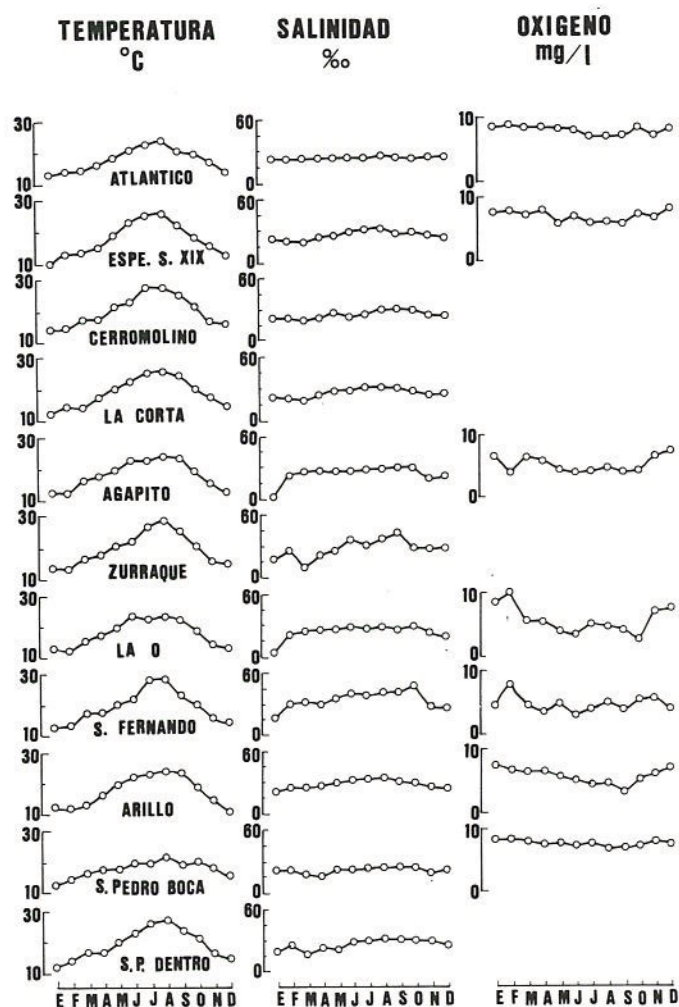 TEMPERATURA SALINIDAD OXIGENO
°C ‰ mg/l
30 60 10
10 ATLANTICO 0 0
30 60 10
10 ESPE. S. XIX 0 0
30 60
10 CERROMOLINO 0
30 60
10 LA CORTA 0
30 60 10
10 AGAPITO 0 0
30 60
10 ZURRAQUE 0
30 60 10
10 LA O 0 0
30 60 10
10 S. FERNANDO 0 0
30 60 10
10 ARILLO 0 0
30 60 10
10 S. PEDRO BOCA 0 0
30 60
10 S.P. DENTRO 0
E F M A M J J A S O N D E F M A M J J A S O N D E F M A M J J A S O N D